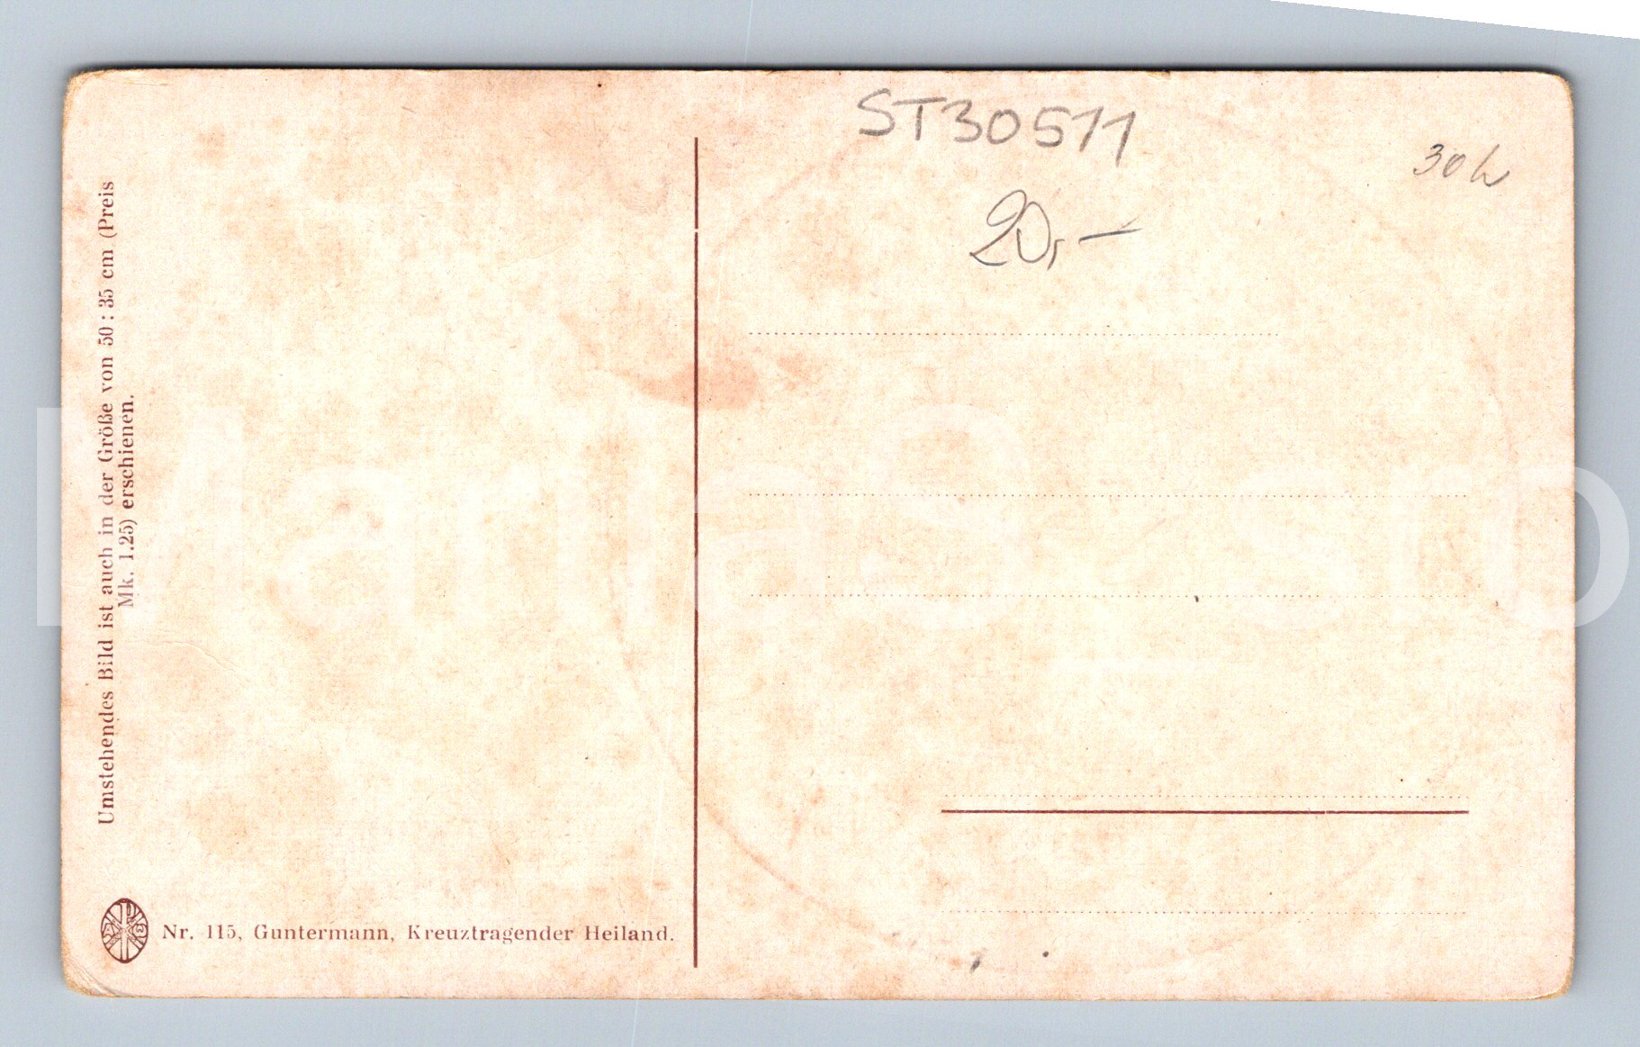 ST30511
30 h
20,-
Umstehendes Bild ist auch in der Größe von 50 : 35 cm (Preis
Mk. 1.25) erschienen.
Nr. 115, Guntermann, Kreuztragender Heiland.